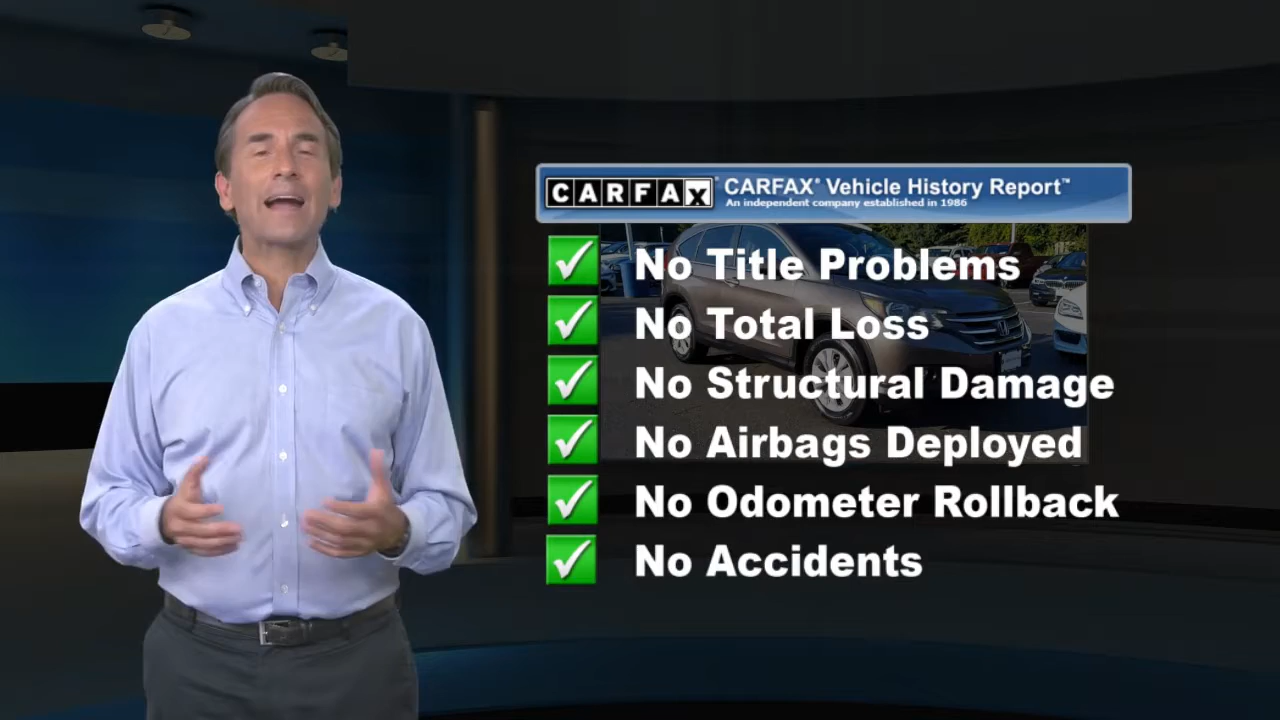 CARFAX® CARFAX® Vehicle History Report™
An independent company established in 1986
No Title Problems
No Total Loss
No Structural Damage
No Airbags Deployed
No Odometer Rollback
No Accidents